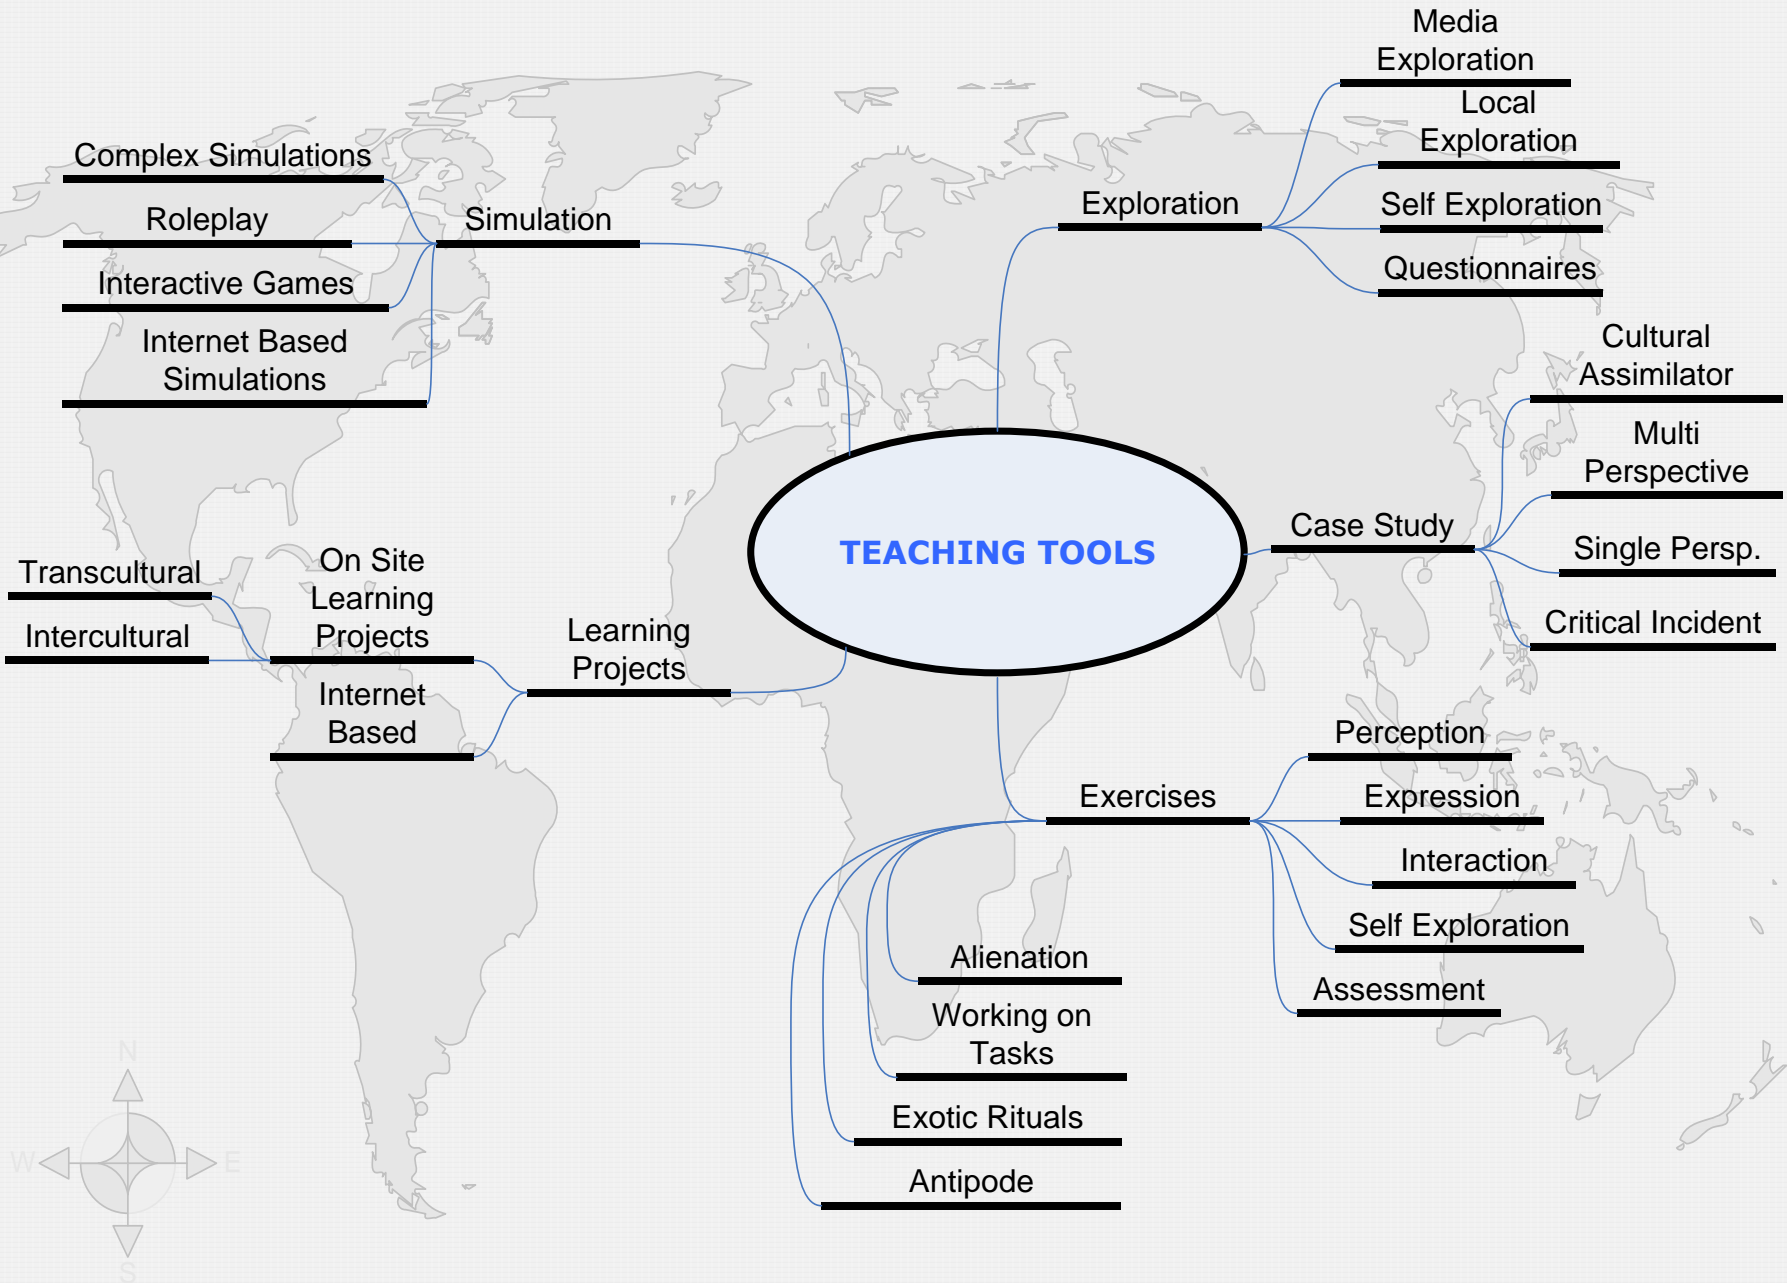 Media
Exploration
Local
Exploration
Self Exploration
Questionnaires
Exploration
Complex Simulations
Roleplay
Interactive Games
Internet Based
Simulations
Simulation
Cultural
Assimilator
Multi
Perspective
Single Persp.
Critical Incident
Case Study
TEACHING TOOLS
Transcultural
Intercultural
On Site
Learning
Projects
Internet
Based
Learning
Projects
Exercises
Perception
Expression
Interaction
Self Exploration
Assessment
Alienation
Working on
Tasks
Exotic Rituals
Antipode
N
W
E
S